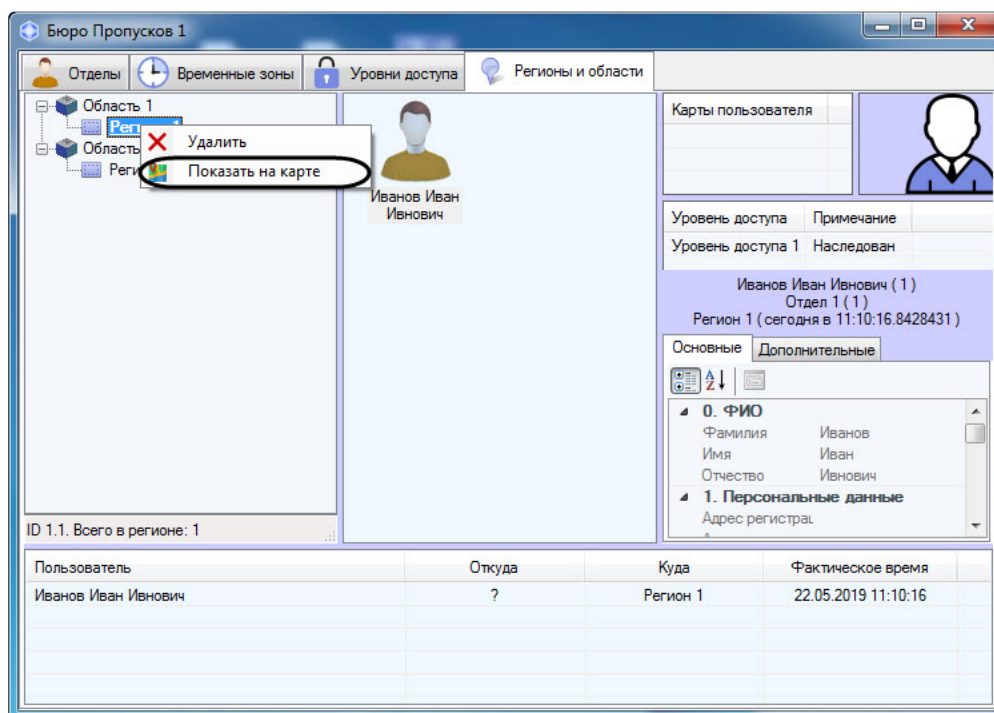 Бюро Пропусков 1
Отделы Временные зоны Уровни доступа Регионы и области
Область 1
Удалить
Область
Показать на карте
Иванов Иван
Ивнович
Карты пользователя
Уровень доступа Примечание
Уровень доступа 1 Наследован
Иванов Иван Ивнович ( 1 )
Отдел 1 ( 1 )
Регион 1 ( сегодня в 11:10:16.8428431 )
Основные Дополнительные
0. ФИО
Фамилия Иванов
Имя Иван
Отчество Ивнович
1. Персональные данные
Адрес регистрац
ID 1.1. Всего в регионе: 1
Пользователь Откуда Куда Фактическое время
Иванов Иван Ивнович ? Регион 1 22.05.2019 11:10:16